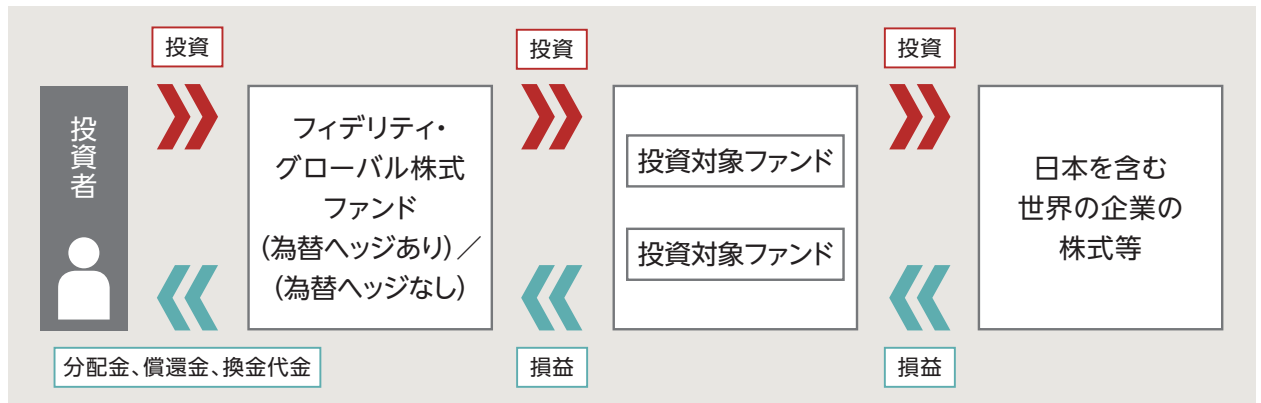 投資
投資
投資
投資者
フィデリティ・
グローバル株式
ファンド
(為替ヘッジあり)／
(為替ヘッジなし)
投資対象ファンド
投資対象ファンド
日本を含む
世界の企業の
株式等
分配金、償還金、換金代金
損益
損益